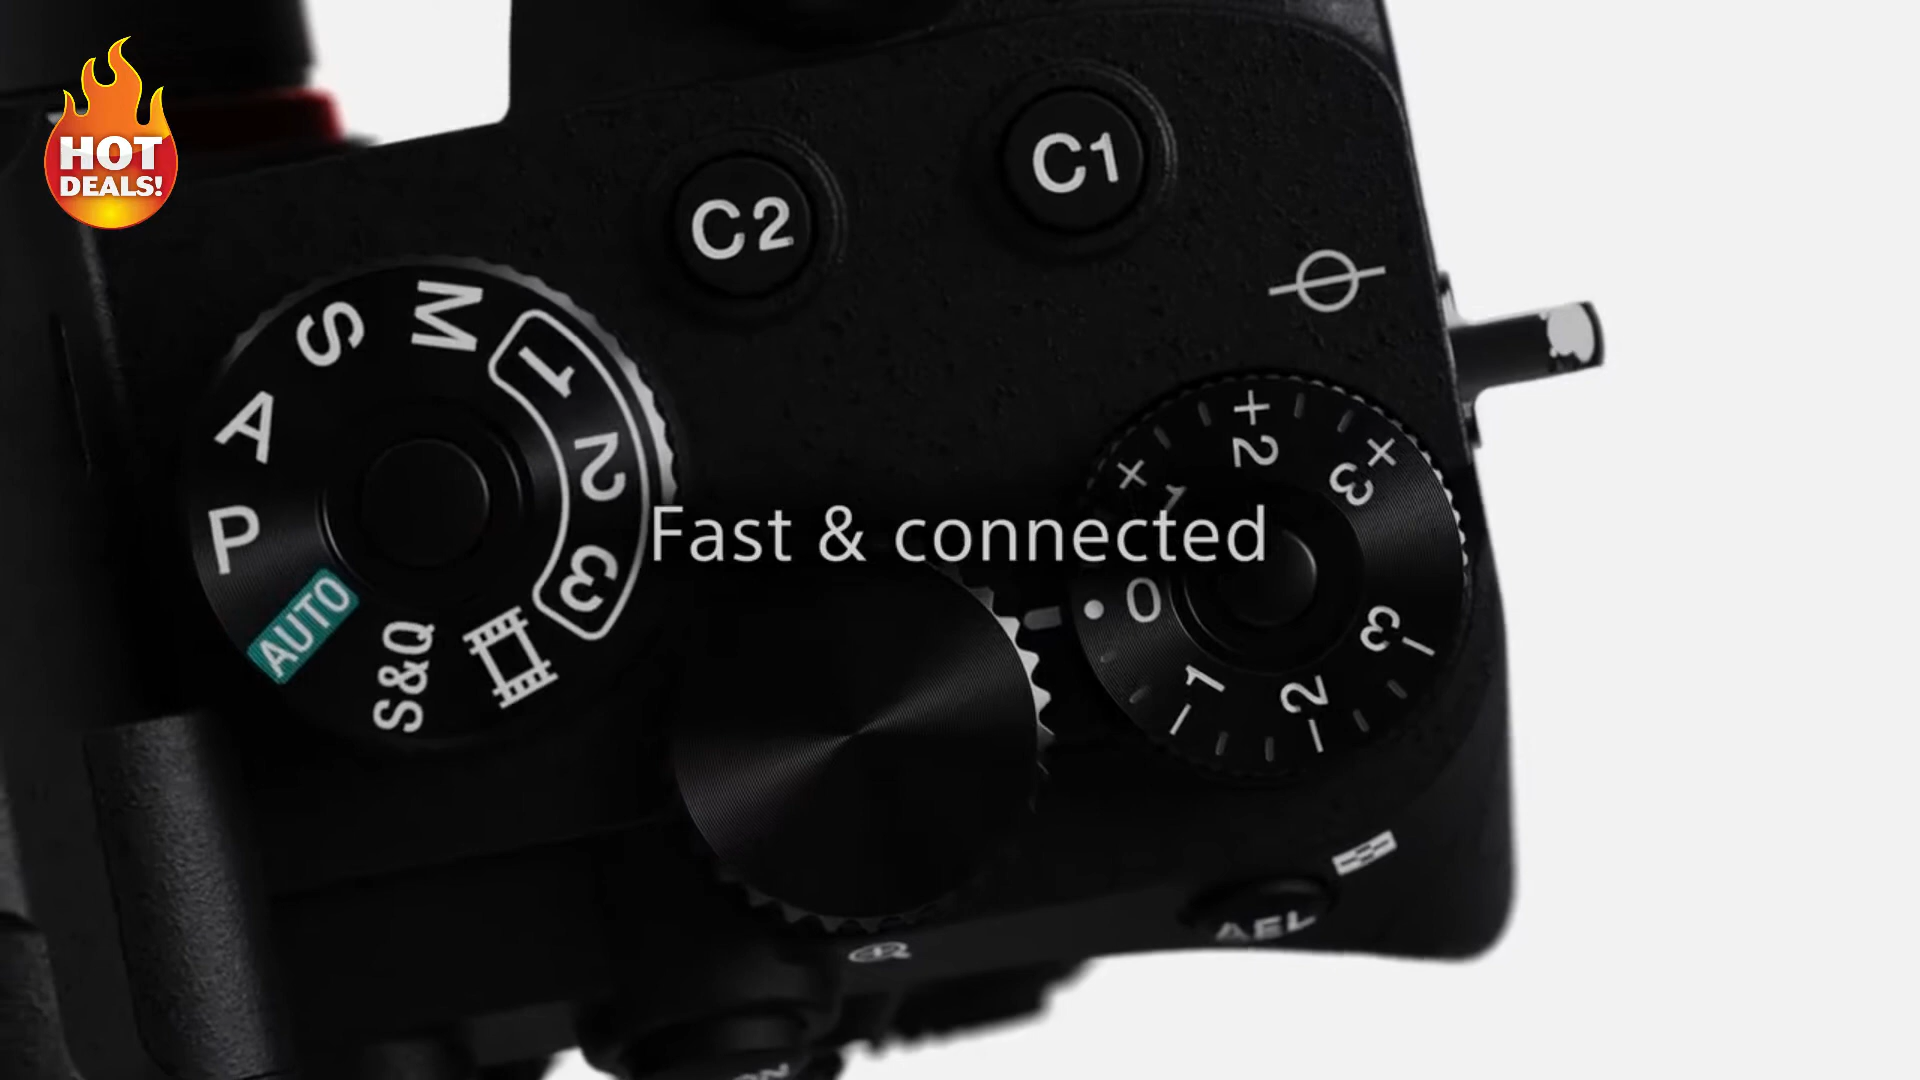 HOT
DEALS!
C1
C2
M
S
A
P
AUTO
S&Q
1
2
3
Fast & connected
+3
+2
+1
0
1
2
3
AEL